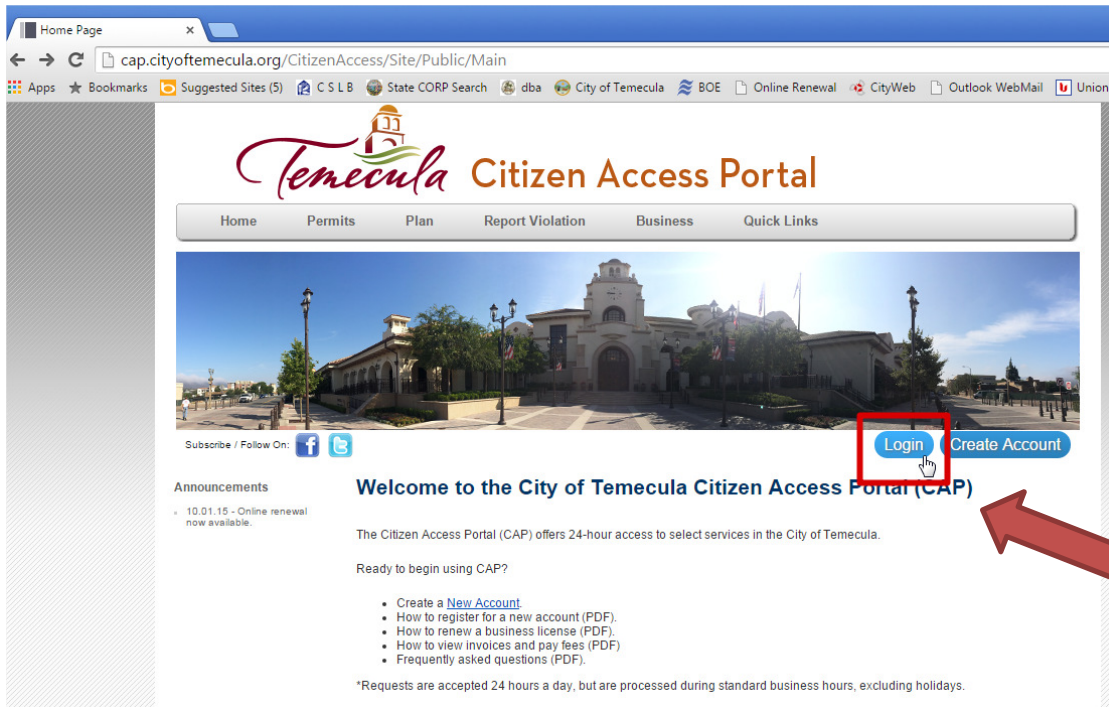 Home Page
cap.cityoftemecula.org/CitizenAccess/Site/Public/Main
Apps Bookmarks Suggested Sites (5) C S L B State CORP Search dba City of Temecula BOE Online Renewal CityWeb Outlook WebMail Union
Temecula Citizen Access Portal
Home Permits Plan Report Violation Business Quick Links
Subscribe / Follow On:
Login Create Account
Announcements
10.01.15 - Online renewal
now available.
Welcome to the City of Temecula Citizen Access Portal (CAP)
The Citizen Access Portal (CAP) offers 24-hour access to select services in the City of Temecula.
Ready to begin using CAP?
Create a New Account.
How to register for a new account (PDF).
How to renew a business license (PDF).
How to view invoices and pay fees (PDF)
Frequently asked questions (PDF).
*Requests are accepted 24 hours a day, but are processed during standard business hours, excluding holidays.